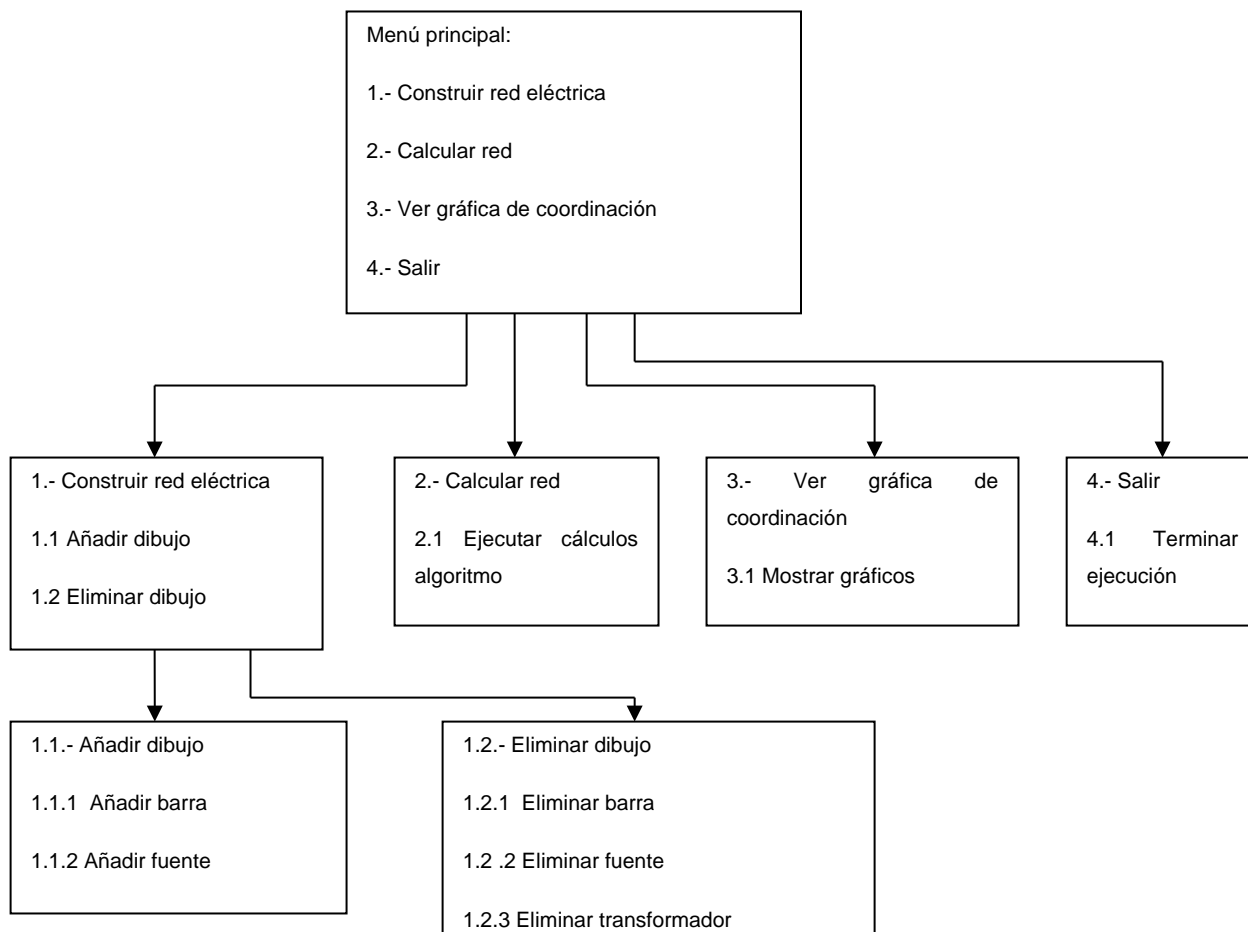 Menú principal:
1.- Construir red eléctrica
2.- Calcular red
3.- Ver gráfica de coordinación
4.- Salir
1.- Construir red eléctrica
1.1 Añadir dibujo
1.2 Eliminar dibujo
2.- Calcular red
2.1 Ejecutar cálculos
algoritmo
3.- Ver gráfica de
coordinación
3.1 Mostrar gráficos
4.- Salir
4.1 Terminar
ejecución
1.1.- Añadir dibujo
1.1.1 Añadir barra
1.1.2 Añadir fuente
1.2.- Eliminar dibujo
1.2.1 Eliminar barra
1.2 .2 Eliminar fuente
1.2.3 Eliminar transformador